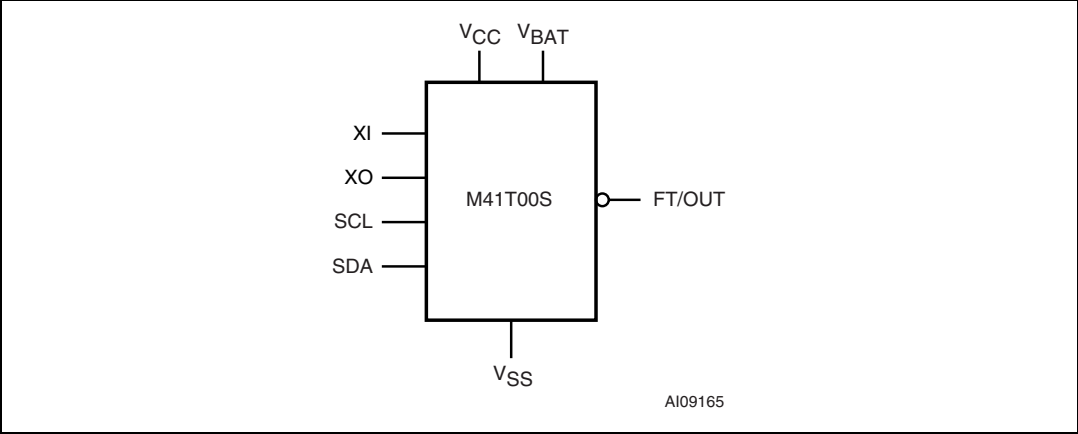 VCC VBAT
XI
XO
M41T00S
FT/OUT
SCL
SDA
VSS
AI09165